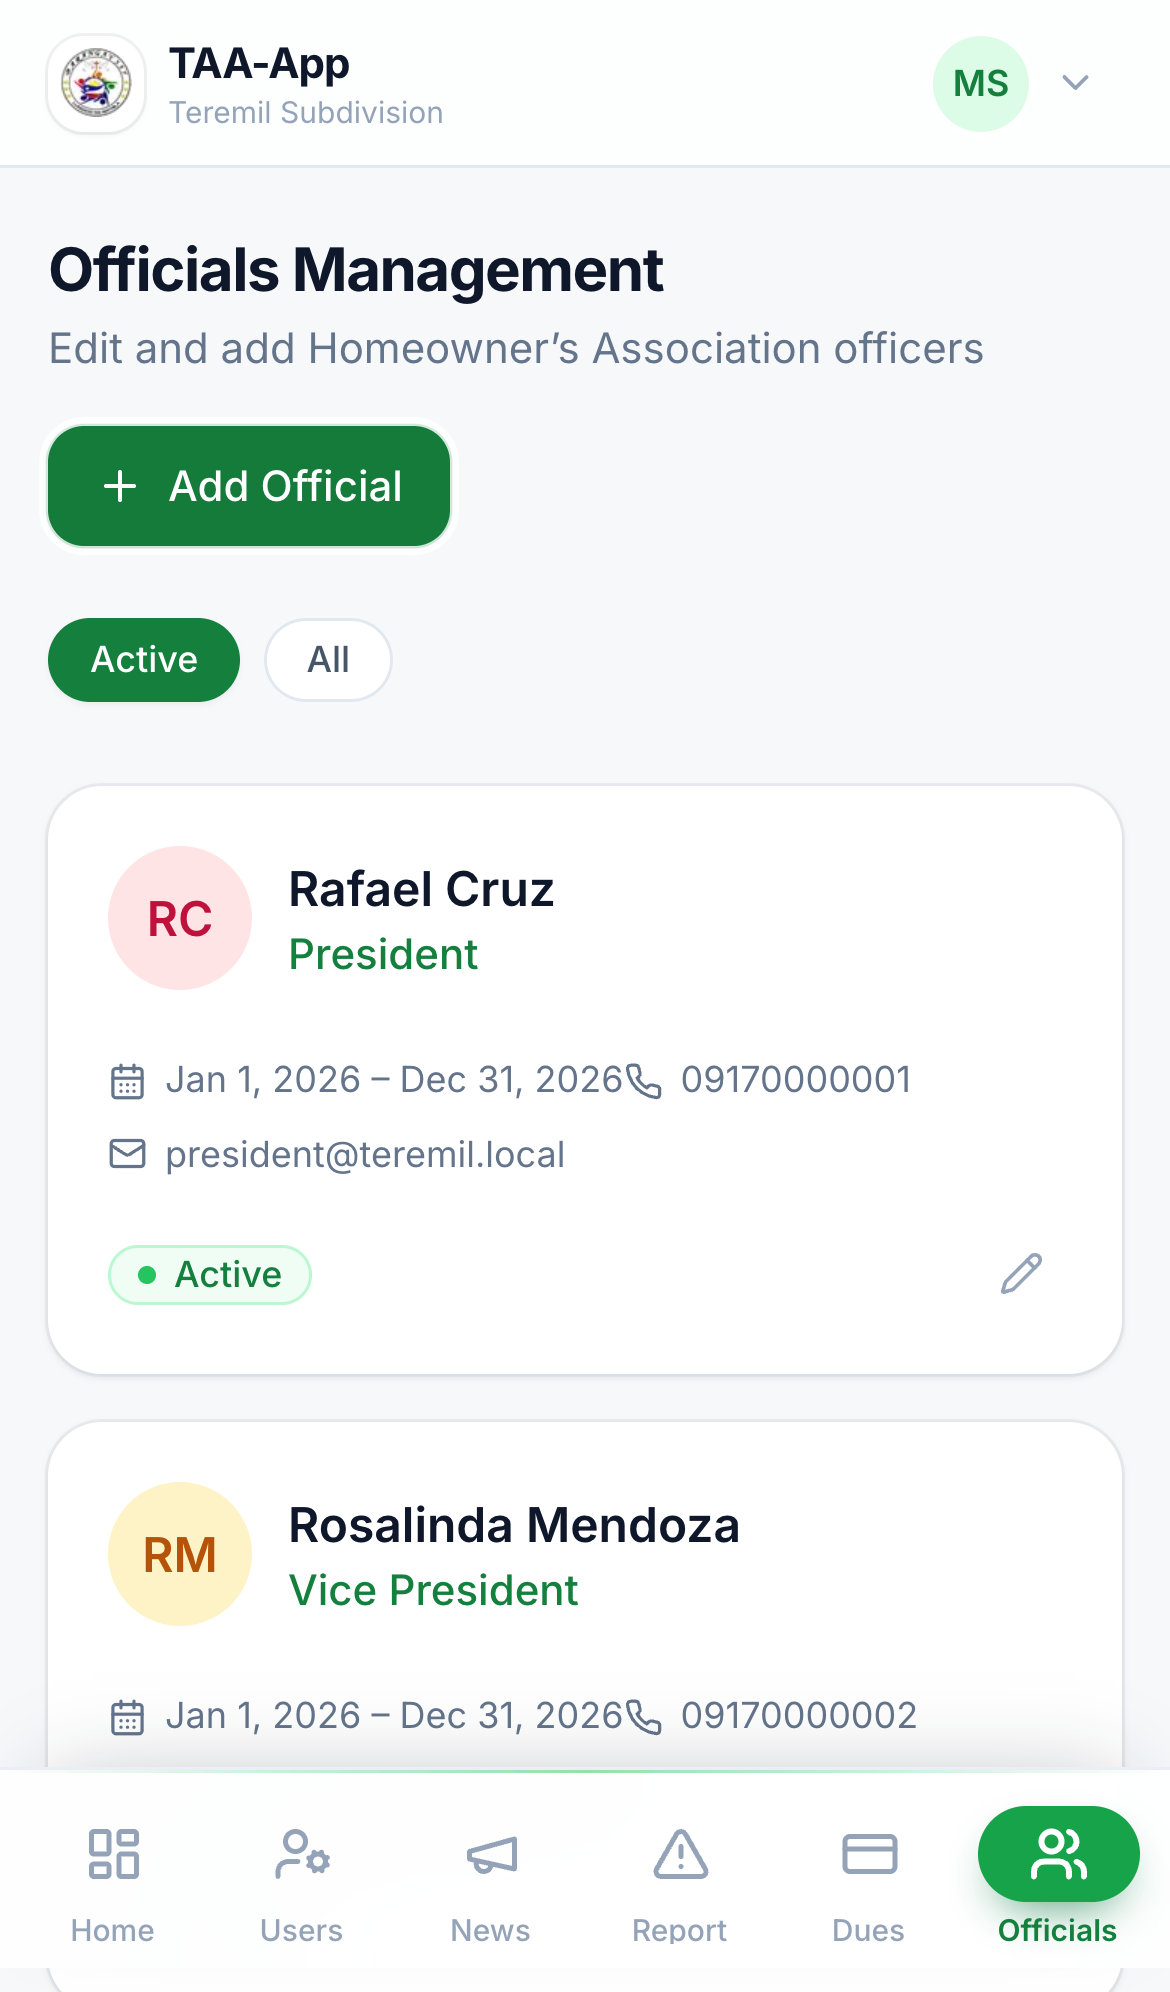 TAA-App
Teremil Subdivision
MS
Officials Management
Edit and add Homeowner’s Association officers
Add Official
Active
All
RC
Rafael Cruz
President
Jan 1, 2026 – Dec 31, 2026 09170000001
president@teremil.local
Active
RM
Rosalinda Mendoza
Vice President
Jan 1, 2026 – Dec 31, 2026 09170000002
Home
Users
News
Report
Dues
Officials